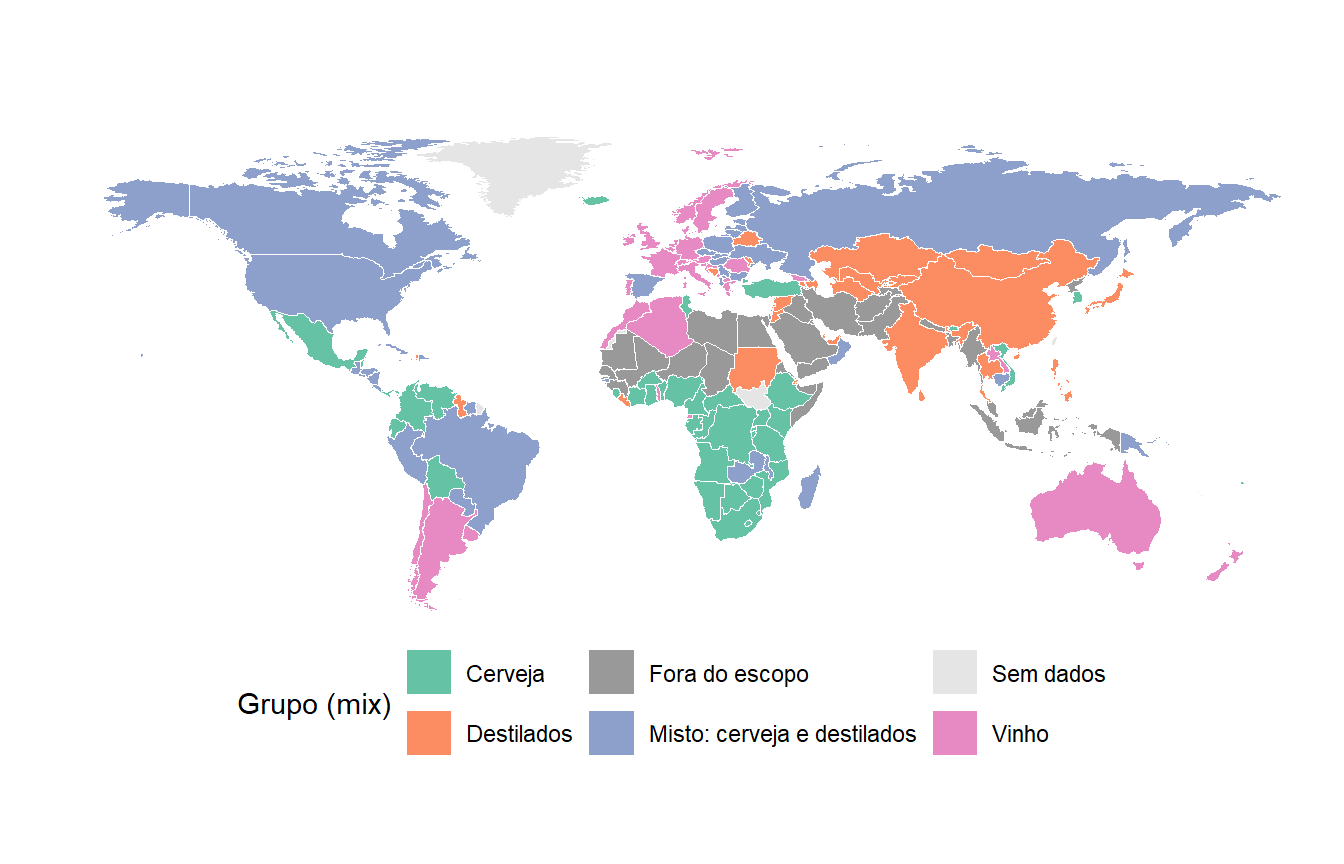 Grupo (mix)
Cerveja
Destilados
Fora do escopo
Misto: cerveja e destilados
Sem dados
Vinho